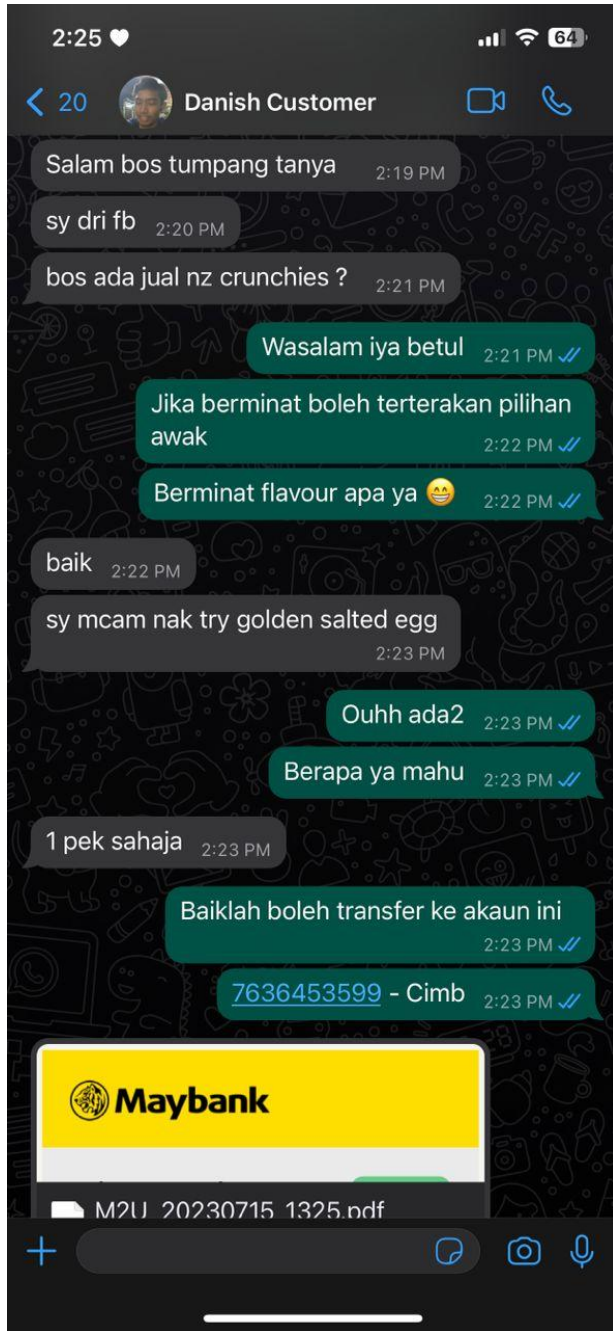 2:25
64
20 Danish Customer
Salam bos tumpang tanya 2:19 PM
sy dri fb 2:20 PM
bos ada jual nz crunchies ? 2:21 PM
Wasalam iya betul 2:21 PM
Jika berminat boleh terterakan pilihan
awak 2:22 PM
Berminat flavour apa ya 😁 2:22 PM
baik 2:22 PM
sy mcam nak try golden salted egg
2:23 PM
Ouhh ada2 2:23 PM
Berapa ya mahu 2:23 PM
1 pek sahaja 2:23 PM
Baiklah boleh transfer ke akaun ini
2:23 PM
7636453599 - Cimb 2:23 PM
Maybank
M2U_20230715_1325.pdf